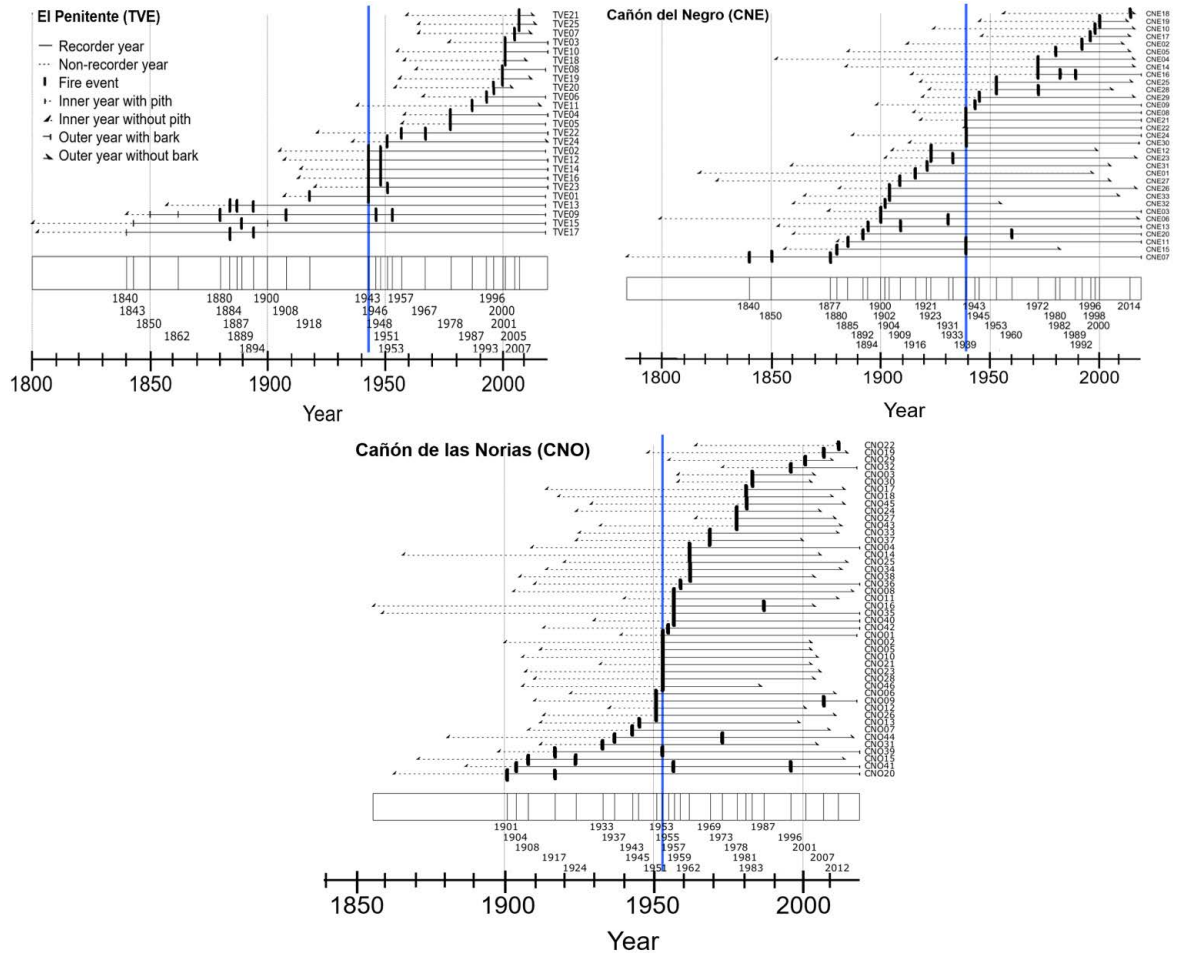 El Penitente (TVE)
Recorder year
Non-recorder year
Fire event
Inner year with pith
Inner year without pith
Outer year with bark
Outer year without bark
TVE21
TVE25
TVE07
TVE03
TVE10
TVE18
TVE08
TVE19
TVE20
TVE06
TVE11
TVE04
TVE05
TVE22
TVE24
TVE02
TVE12
TVE14
TVE16
TVE23
TVE01
TVE13
TVE09
TVE15
TVE17
1840 1880 1900 1943 1957 1996
1843 1884 1908 1946 1967 2000
1850 1887 1918 1948 1978 2001
1862 1889 1951 1987 2005
1894 1953 1993 2007
1800 1850 1900 1950 2000
Year
Cañón del Negro (CNE)
CNE18
CNE19
CNE10
CNE17
CNE02
CNE05
CNE04
CNE14
CNE16
CNE25
CNE28
CNE29
CNE09
CNE08
CNE21
CNE22
CNE24
CNE30
CNE12
CNE23
CNE31
CNE01
CNE27
CNE26
CNE33
CNE32
CNE03
CNE06
CNE13
CNE20
CNE11
CNE15
CNE07
1840 1877 1900 1921 1943 1972 1996 2014
1850 1880 1902 1923 1945 1980 1998
1885 1904 1931 1953 1982 2000
1892 1909 1933 1960 1989
1894 1916 1939 1992
1800 1850 1900 1950 2000
Year
Cañón de las Norias (CNO)
CNO22
CNO19
CNO29
CNO32
CNO03
CNO30
CNO17
CNO18
CNO45
CNO24
CNO27
CNO43
CNO33
CNO37
CNO04
CNO14
CNO25
CNO34
CNO38
CNO36
CNO08
CNO11
CNO16
CNO35
CNO40
CNO42
CNO01
CNO02
CNO05
CNO10
CNO21
CNO23
CNO28
CNO46
CNO06
CNO09
CNO12
CNO26
CNO13
CNO07
CNO44
CNO31
CNO39
CNO15
CNO41
CNO20
1901 1933 1953 1969 1987
1904 1937 1955 1973 1996
1908 1943 1957 1978 2001
1917 1945 1959 1981 2007
1924 1951 1962 1983 2012
1850 1900 1950 2000
Year